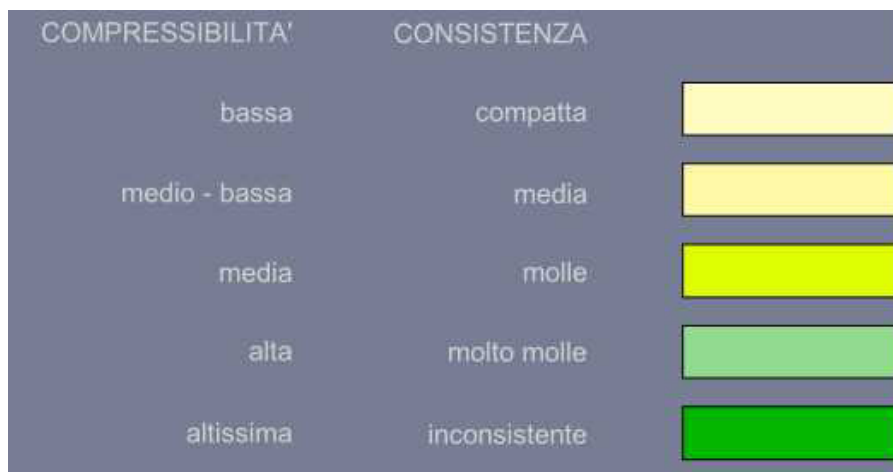 COMPRESSIBILITA' CONSISTENZA
bassa compatta
medio - bassa media
media molle
alta molto molle
altissima inconsistente